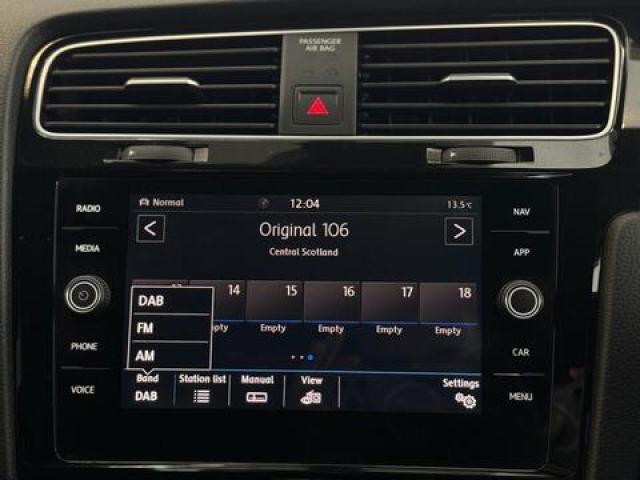 PASSENGER
AIR BAG
RADIO
MEDIA
PHONE
VOICE
Normal
12:04
13.5°C
<
Original 106
>
Central Scotland
14 15 16 17 18
Empty Empty Empty Empty
DAB
FM
AM
Band Station list Manual View Settings
DAB
NAV
APP
CAR
MENU